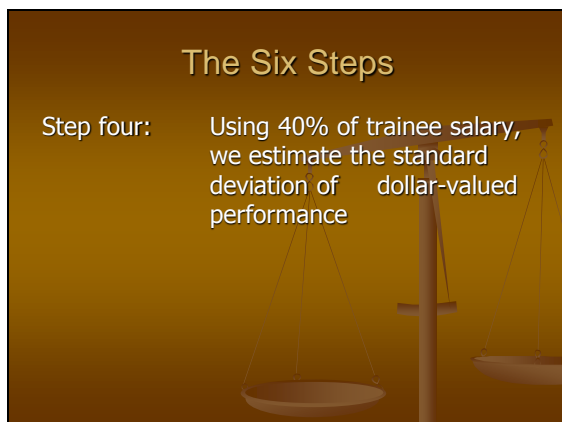 The Six Steps
Step four: Using 40% of trainee salary,
we estimate the standard
deviation of dollar-valued
performance